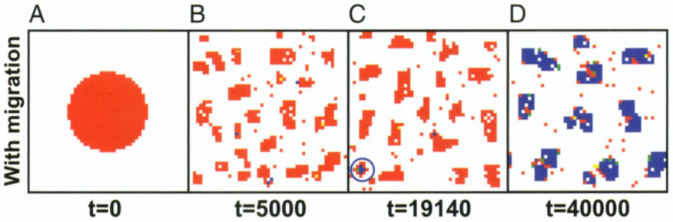 A B C D
With migration
t=0 t=5000 t=19140 t=40000